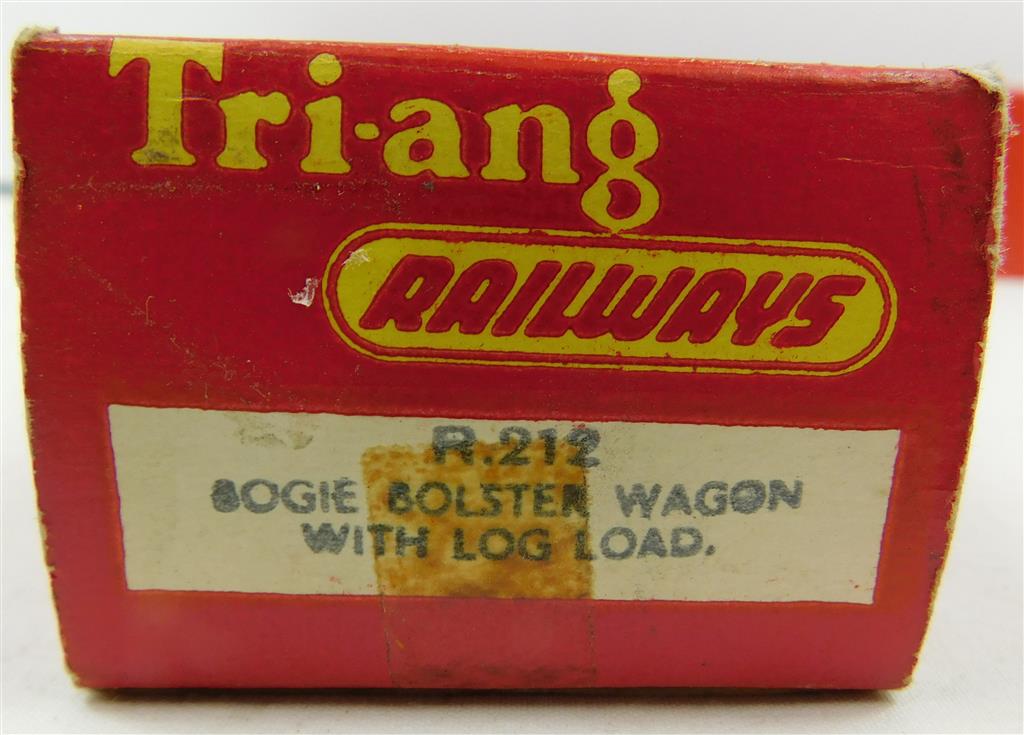 Tri-ang
RAILWAYS
R.212
BOGIE BOLSTER WAGON
WITH LOG LOAD.